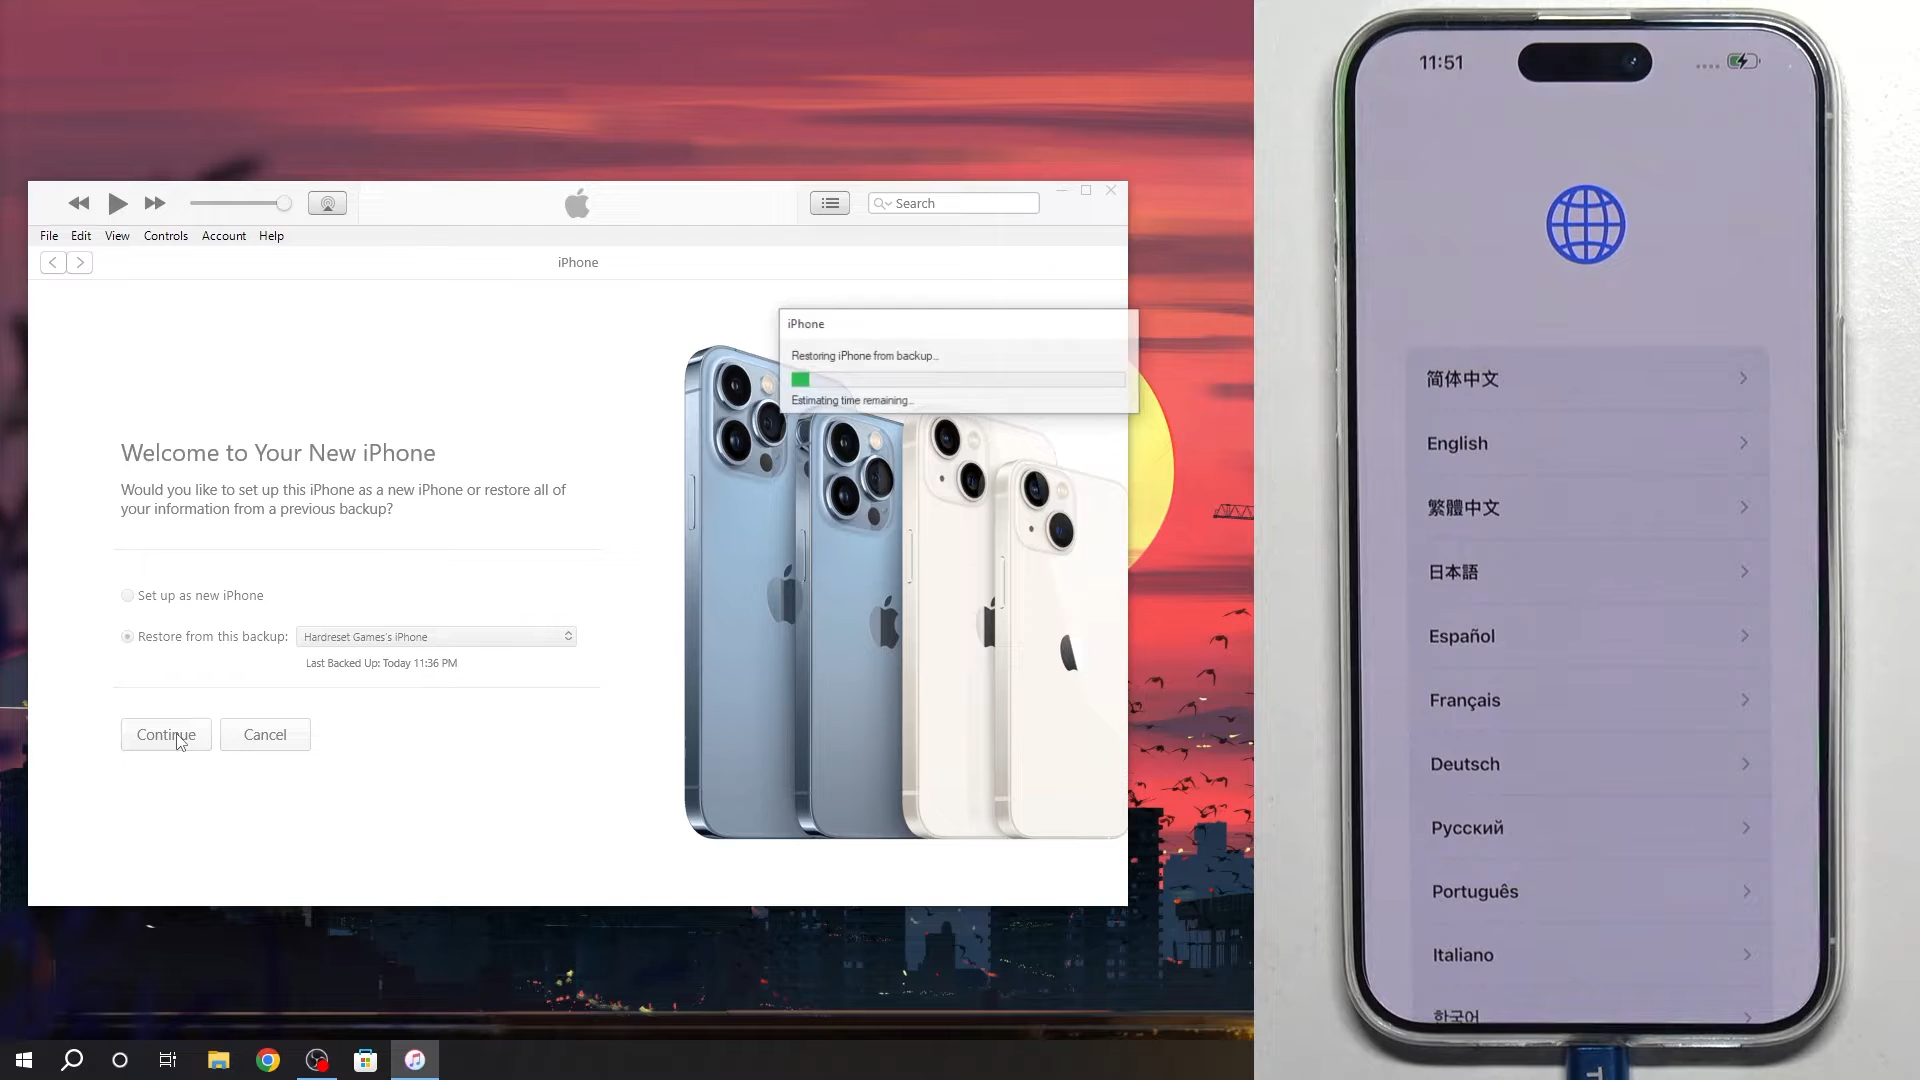 Search
File Edit View Controls Account Help
iPhone
iPhone
Restoring iPhone from backup...
Estimating time remaining...
Welcome to Your New iPhone
Would you like to set up this iPhone as a new iPhone or restore all of
your information from a previous backup?
Set up as new iPhone
Restore from this backup: Hardreset Games's iPhone
Last Backed Up: Today 11:36 PM
Continue Cancel
11:51
简体中文
English
繁體中文
日本語
Español
Français
Deutsch
Русский
Português
Italiano
한국어
T